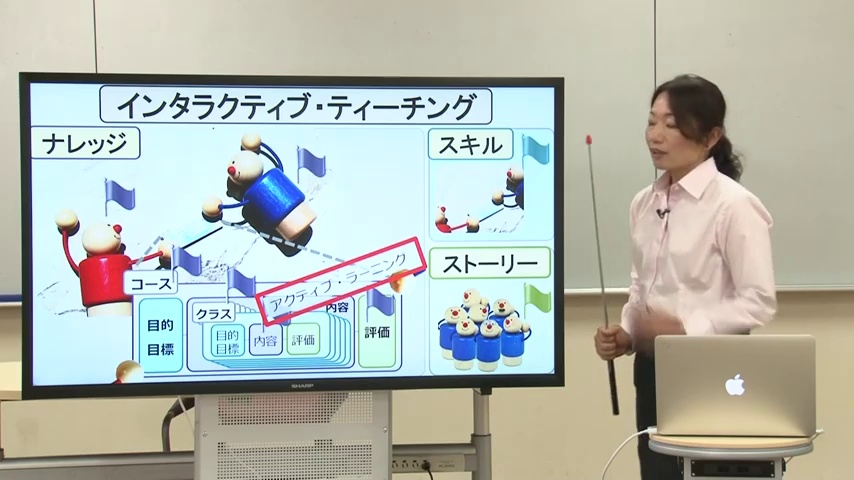 インタラクティブ・ティーチング
ナレッジ
スキル
アクティブ・ラーニング
ストーリー
コース
クラス
内容
目的
目標
目的
目標
内容
評価
評価
SHARP